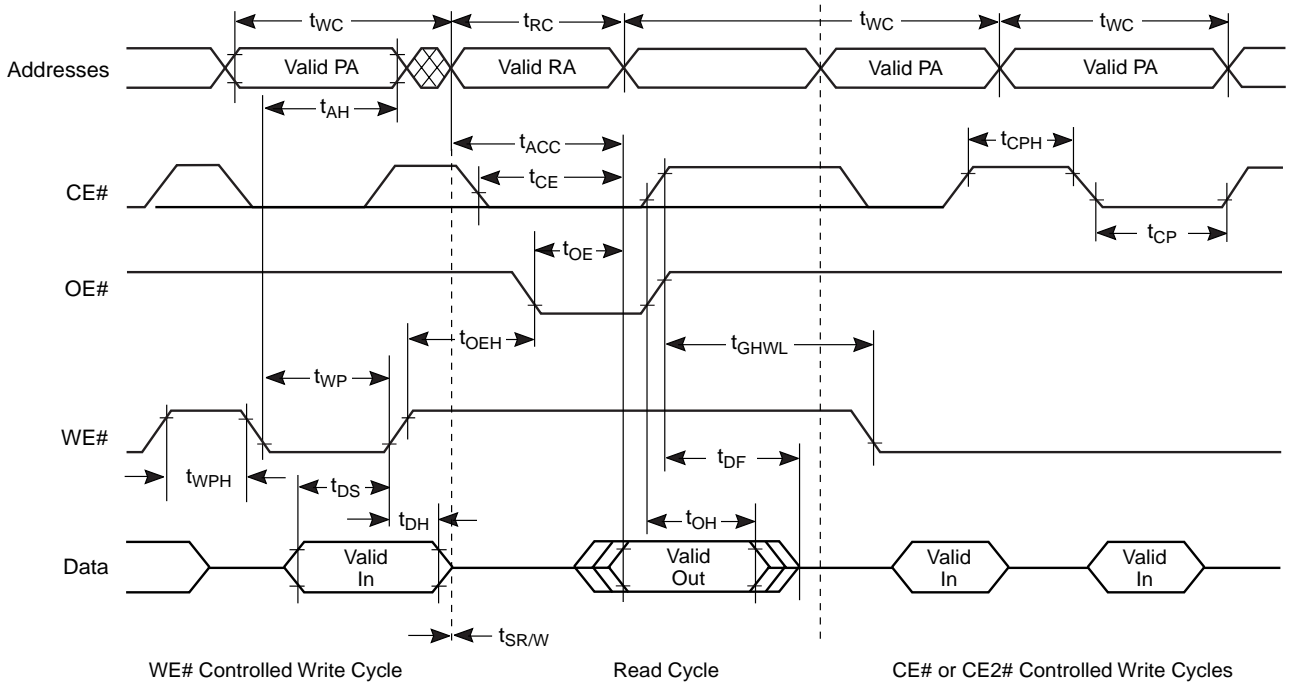 tWC tRC tWC tWC
Addresses Valid PA Valid RA Valid PA Valid PA
tAH
tACC tCPH
CE# tCE
tOE tCP
OE#
tOEH tGHWL
tWP
WE#
tWPH tDS tDF
tDH tOH
Data Valid In Valid Out Valid In Valid In
tSR/W
WE# Controlled Write Cycle Read Cycle CE# or CE2# Controlled Write Cycles